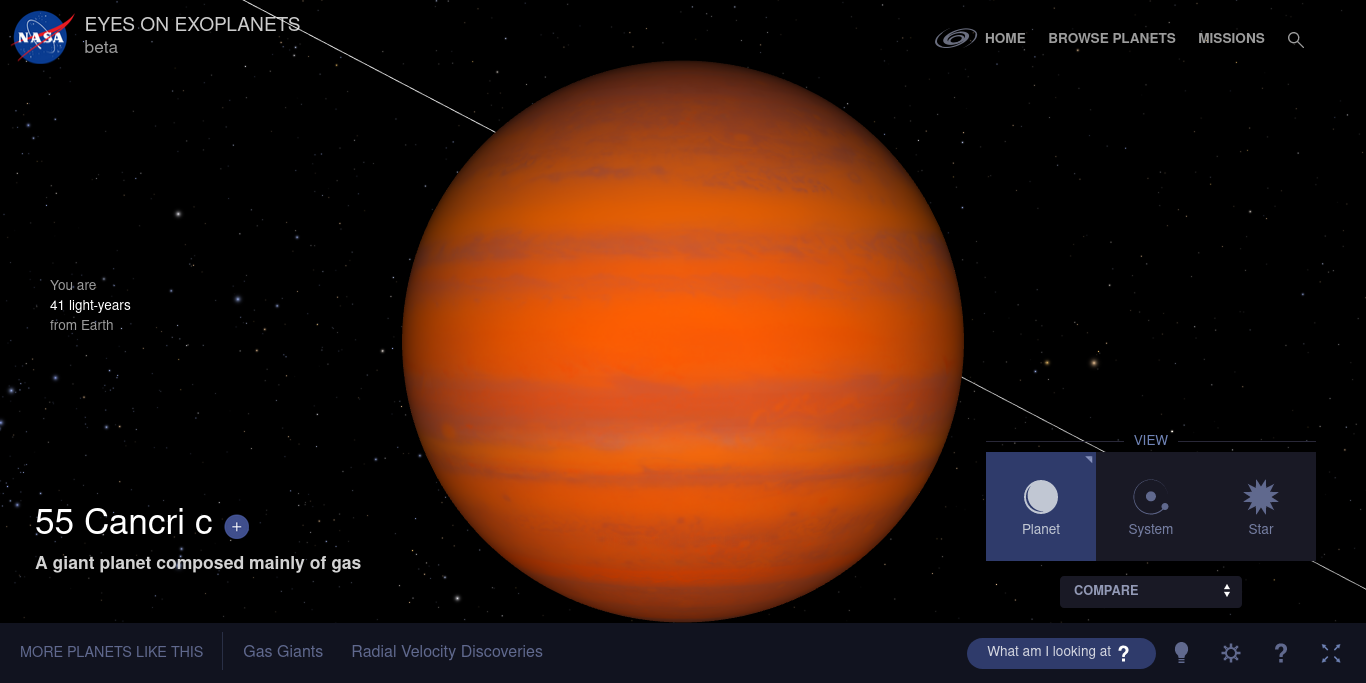 NASA
EYES ON EXOPLANETS
beta
HOME
BROWSE PLANETS
MISSIONS
You are
41 light-years
from Earth
55 Cancri c +
A giant planet composed mainly of gas
VIEW
Planet
System
Star
COMPARE
MORE PLANETS LIKE THIS
Gas Giants
Radial Velocity Discoveries
What am I looking at ?
?